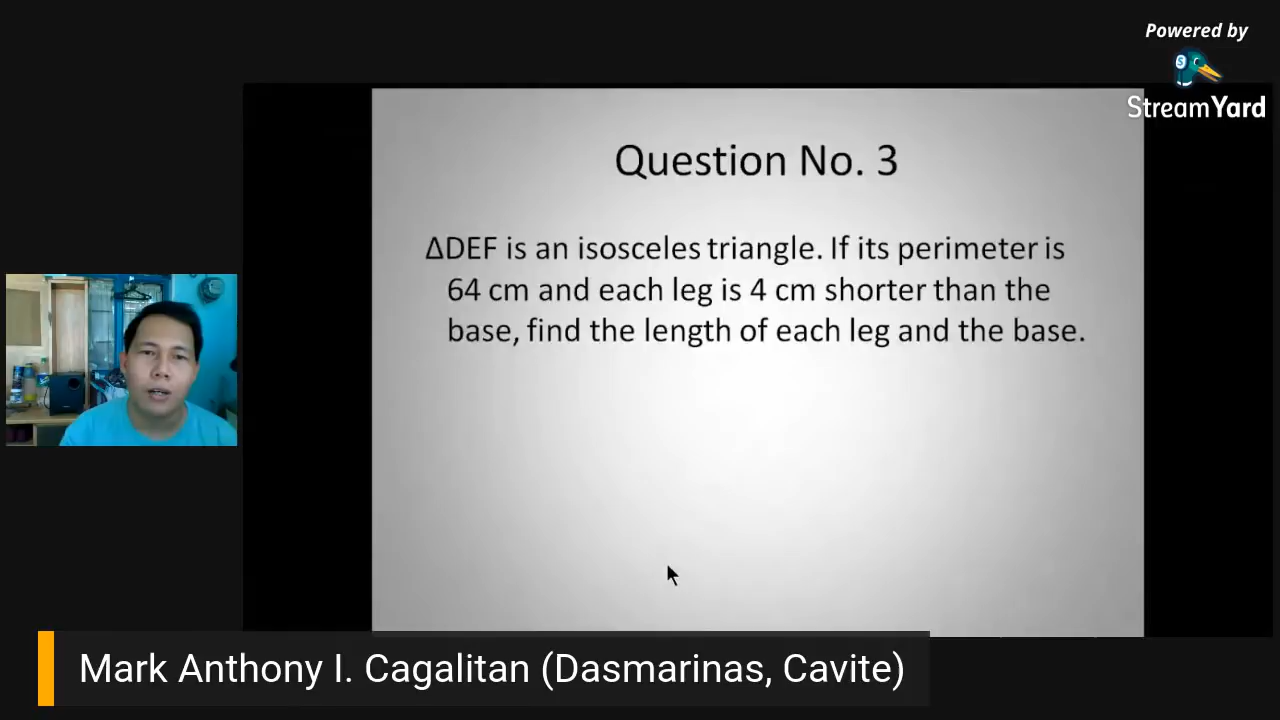 Powered by
StreamYard
Question No. 3
ΔDEF is an isosceles triangle. If its perimeter is
64 cm and each leg is 4 cm shorter than the
base, find the length of each leg and the base.
Mark Anthony I. Cagalitan (Dasmarinas, Cavite)